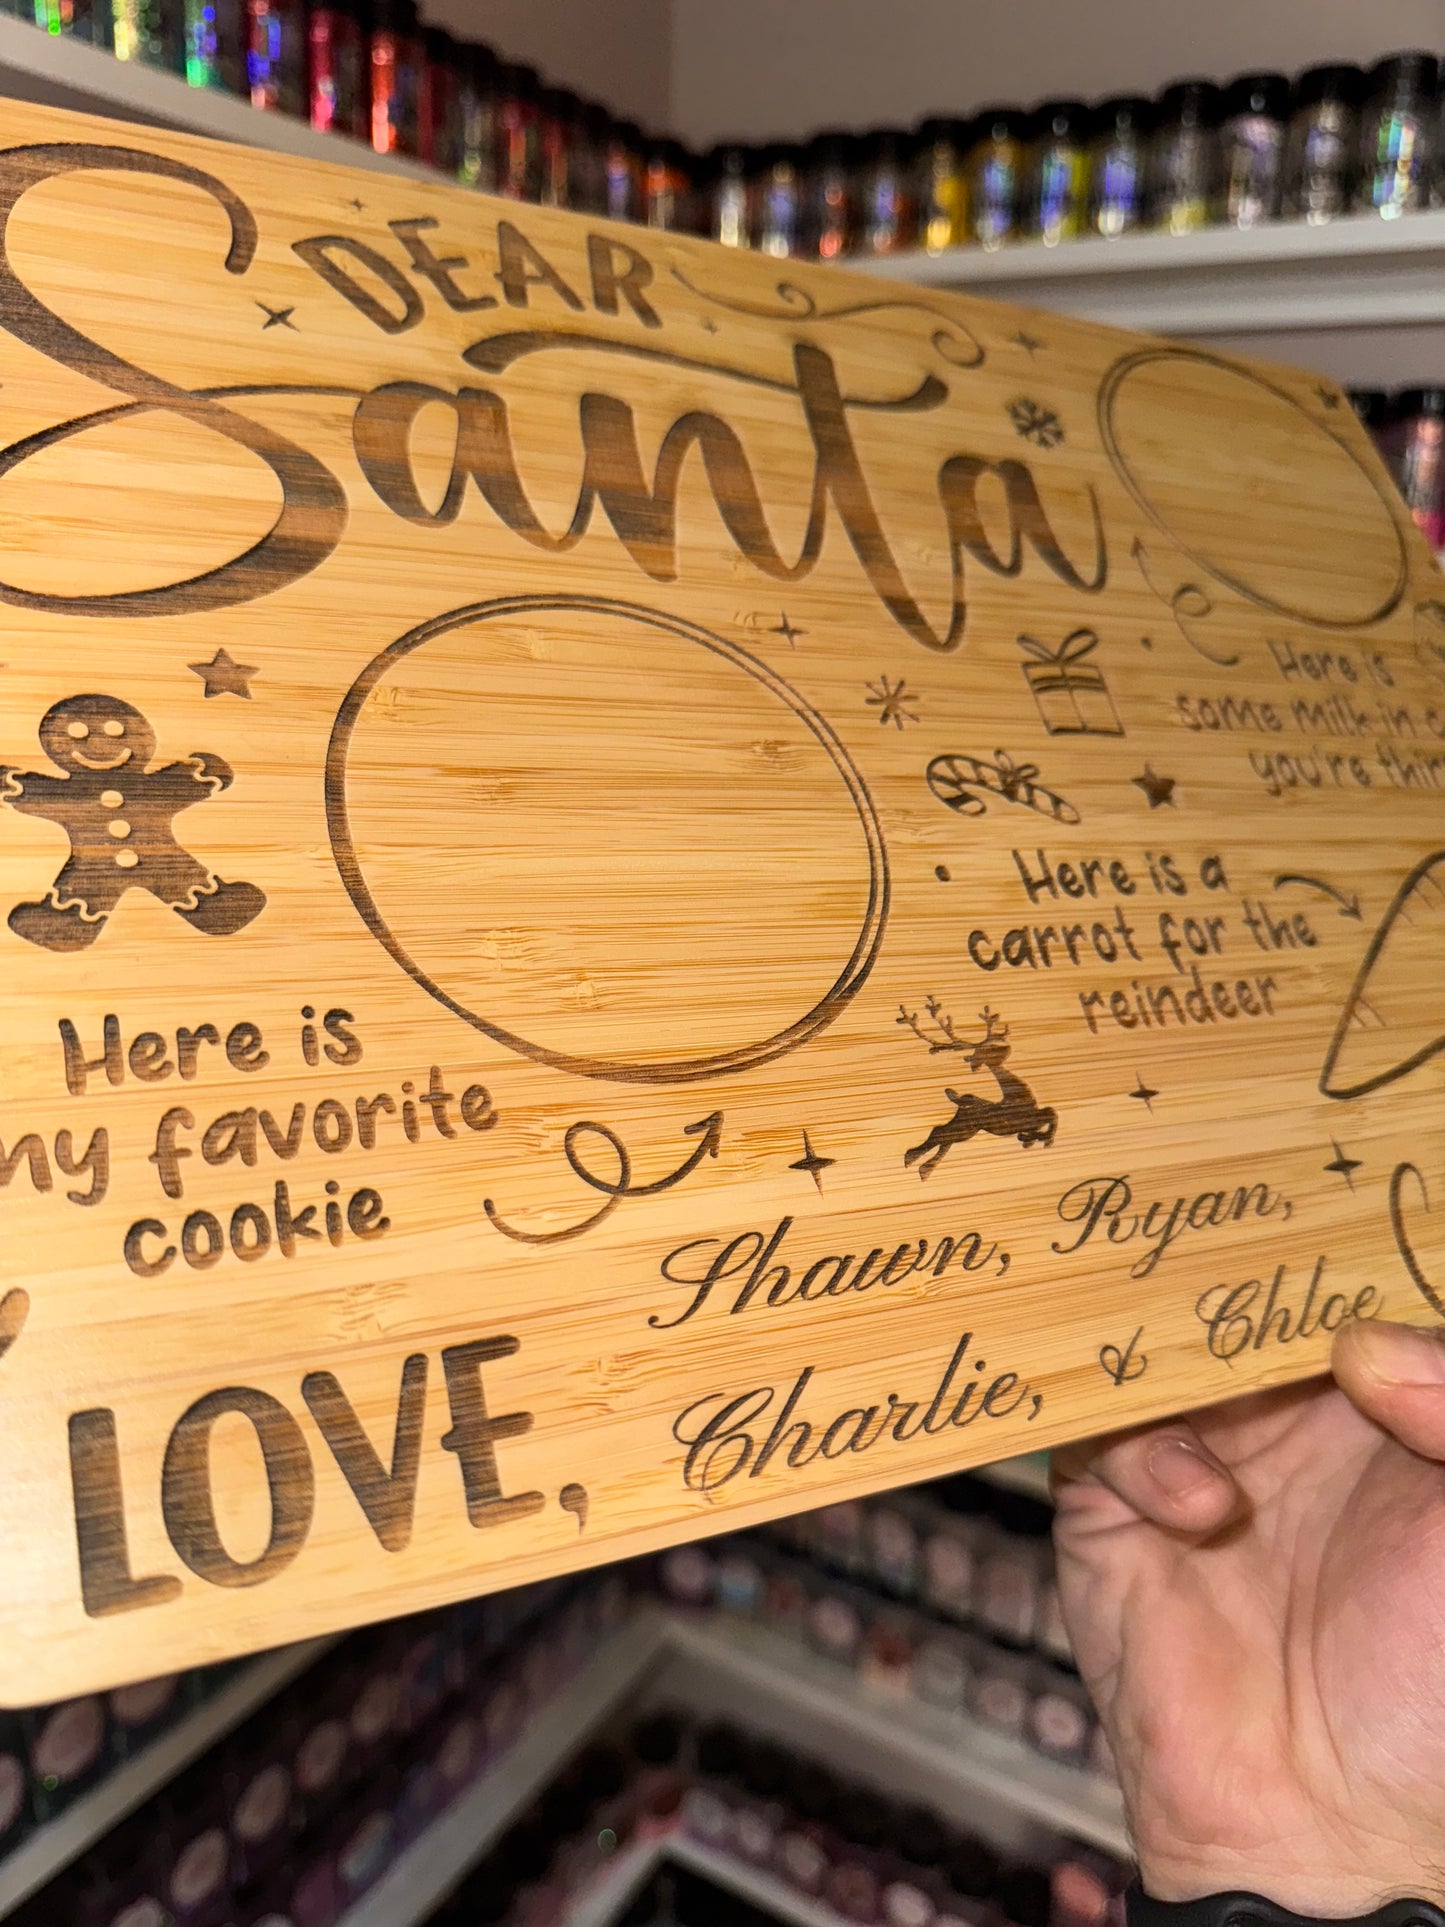 DEAR
Santa
Here is
some milk in c
you're thir
Here is a
carrot for the
reindeer
Here is
my favorite
cookie
LOVE,
Shawn, Ryan,
Charlie, & Chloe